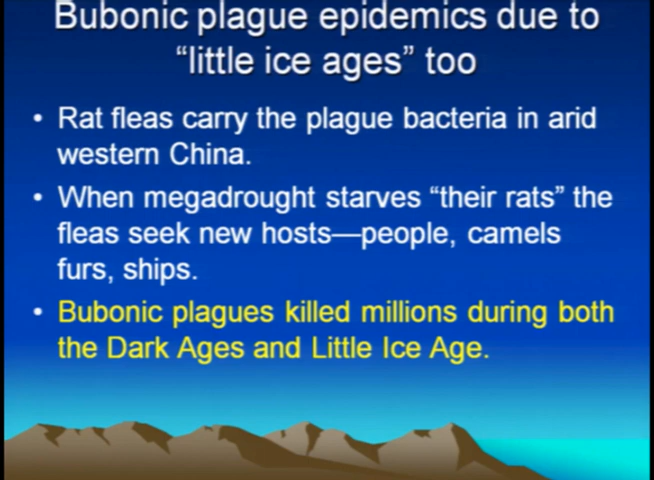 Bubonic plague epidemics due to
“little ice ages” too
• Rat fleas carry the plague bacteria in arid
western China.
• When megadrought starves “their rats” the
fleas seek new hosts—people, camels
furs, ships.
• Bubonic plagues killed millions during both
the Dark Ages and Little Ice Age.